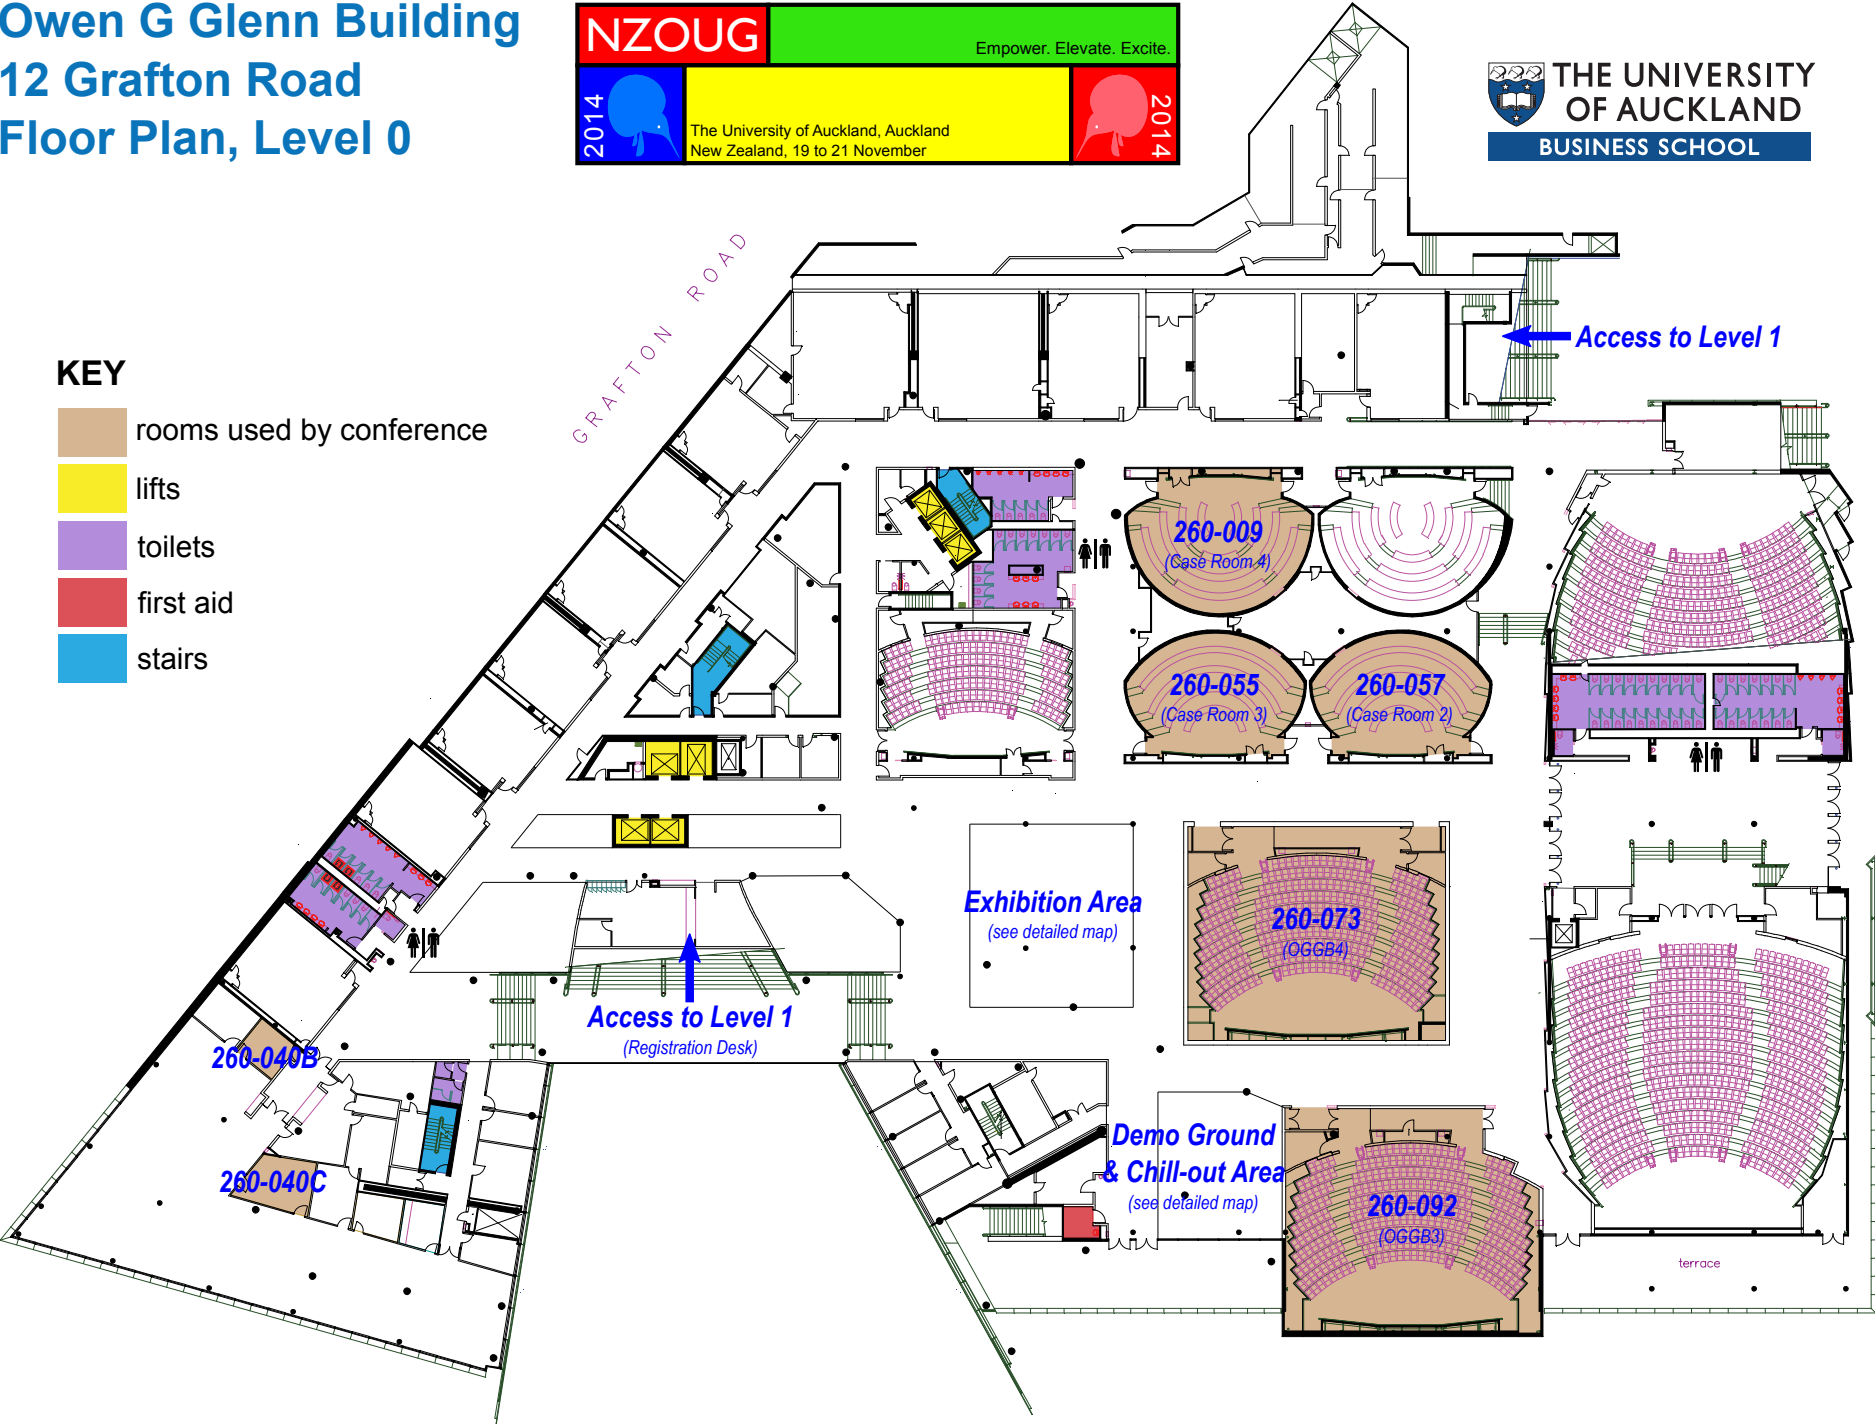 Owen G Glenn Building
12 Grafton Road
Floor Plan, Level 0
NZOUG
Empower. Elevate. Excite.
2014
The University of Auckland, Auckland
New Zealand, 19 to 21 November
2014
THE UNIVERSITY
OF AUCKLAND
BUSINESS SCHOOL
GRAFTON ROAD
Access to Level 1
KEY
rooms used by conference
lifts
toilets
first aid
stairs
260-009
(Case Room 4)
260-055
(Case Room 3)
260-057
(Case Room 2)
Exhibition Area
(see detailed map)
260-073
(OGGB4)
Access to Level 1
(Registration Desk)
260-040B
260-040C
Demo Ground
& Chill-out Area
(see detailed map)
260-092
(OGGB3)
terrace